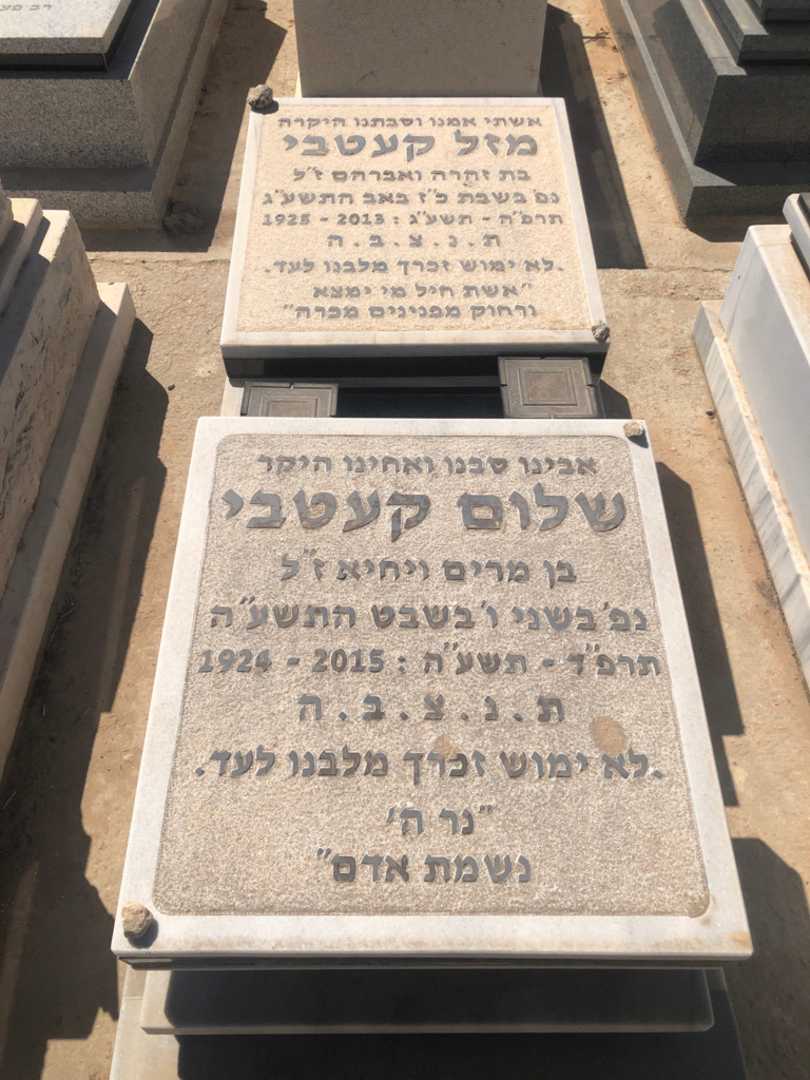 אשתי אמנו וסבתנו היקרה
מזל קעטבי
בת זהרה ואברהם ז"ל
נפ' בשבת כ"ז באב התשע"ג
תרפ"ה - תשע"ג : 2013 - 1925
ת . נ . צ . ב . ה
לא ימוש זכרך מלבנו לעד.
"אשת חיל מי ימצא
ורחוק מפנינים מכרה"
אבינו סבנו ואחינו היקר
שלום קעטבי
בן מרים ויחיא ז"ל
נפ' בשני ו' בשבט התשע"ה
תרפ"ד - תשע"ה : 2015 - 1924
ת . נ . צ . ב . ה
.לא ימוש זכרך מלבנו לעד.
"נר ה'
נשמת אדם"